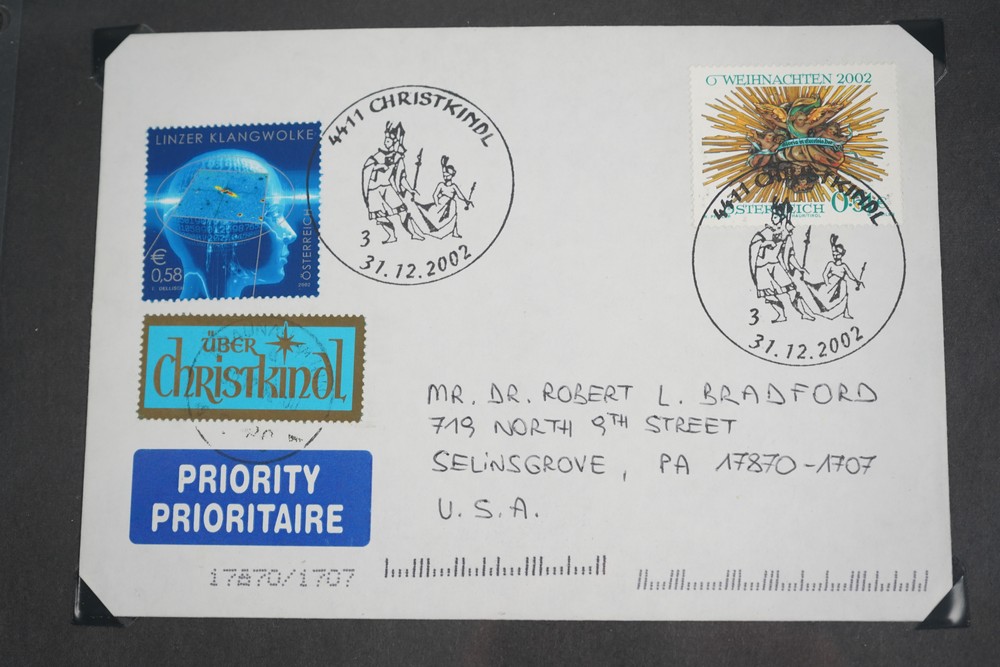 WEIHNACHTEN 2002
ÖSTERREICH
4411 CHRISTKINDL
3
31.12.2002
LINZER KLANGWOLKE
€
0,58
ÖSTERREICH
2002
4411 CHRISTKINDL
3
31.12.2002
ÜBER
Christkindl
PRIORITY
PRIORITAIRE
MR. DR. ROBERT L. BRADFORD
719 NORTH 9TH STREET
SELINSGROVE, PA 17870-1707
U.S.A.
17870/1707